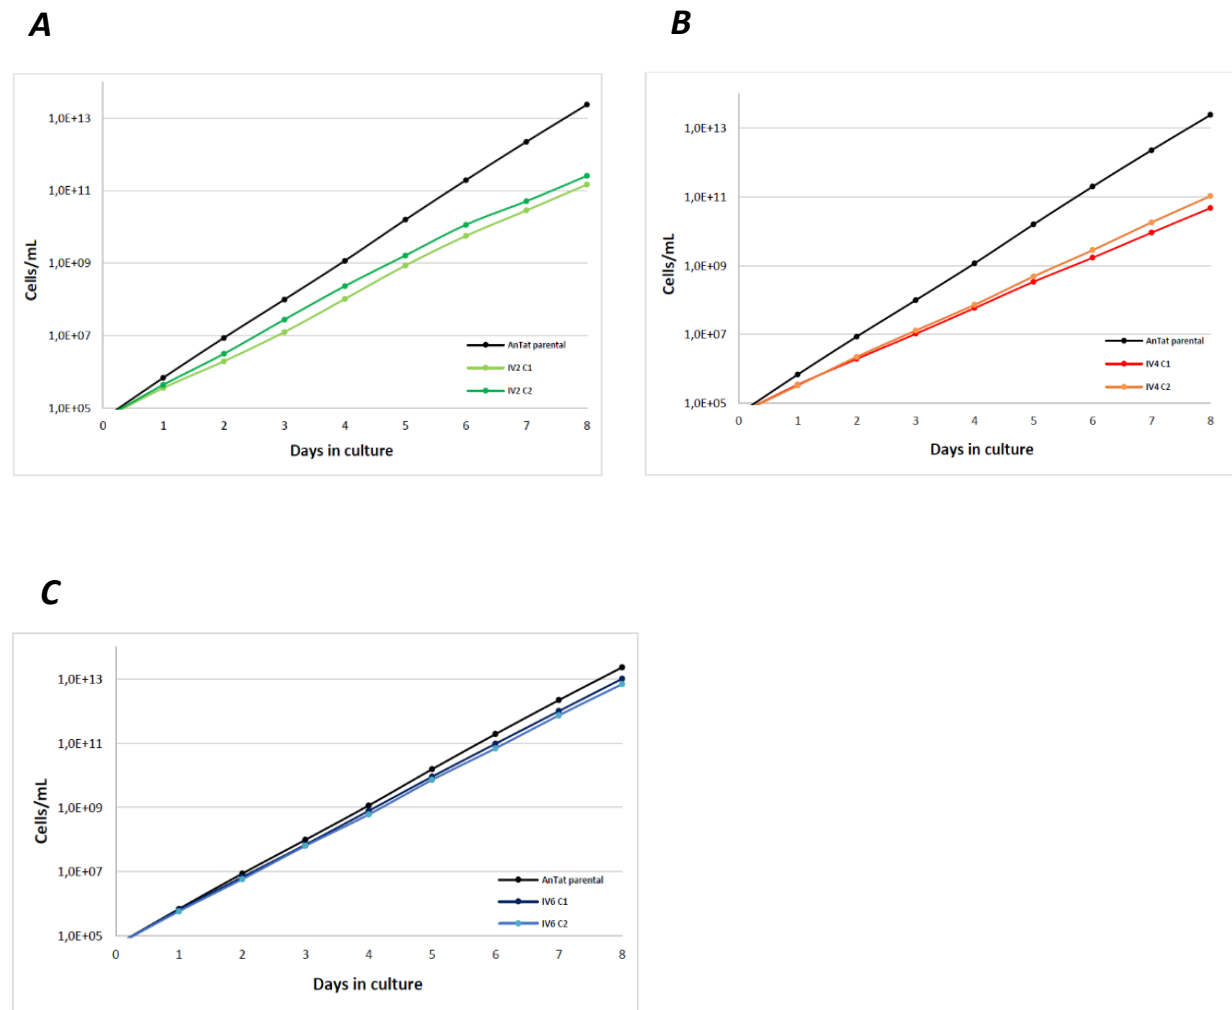 A
1,0E+13
1,0E+11
1,0E+09
1,0E+07
1,0E+05
Cells/mL
0 1 2 3 4 5 6 7 8
Days in culture
AnTat parental
IV2 C1
IV2 C2
B
1,0E+13
1,0E+11
1,0E+09
1,0E+07
1,0E+05
Cells/mL
0 1 2 3 4 5 6 7 8
Days in culture
AnTat parental
IV4 C1
IV4 C2
C
1,0E+13
1,0E+11
1,0E+09
1,0E+07
1,0E+05
Cells/mL
0 1 2 3 4 5 6 7 8
Days in culture
AnTat parental
IV6 C1
IV6 C2